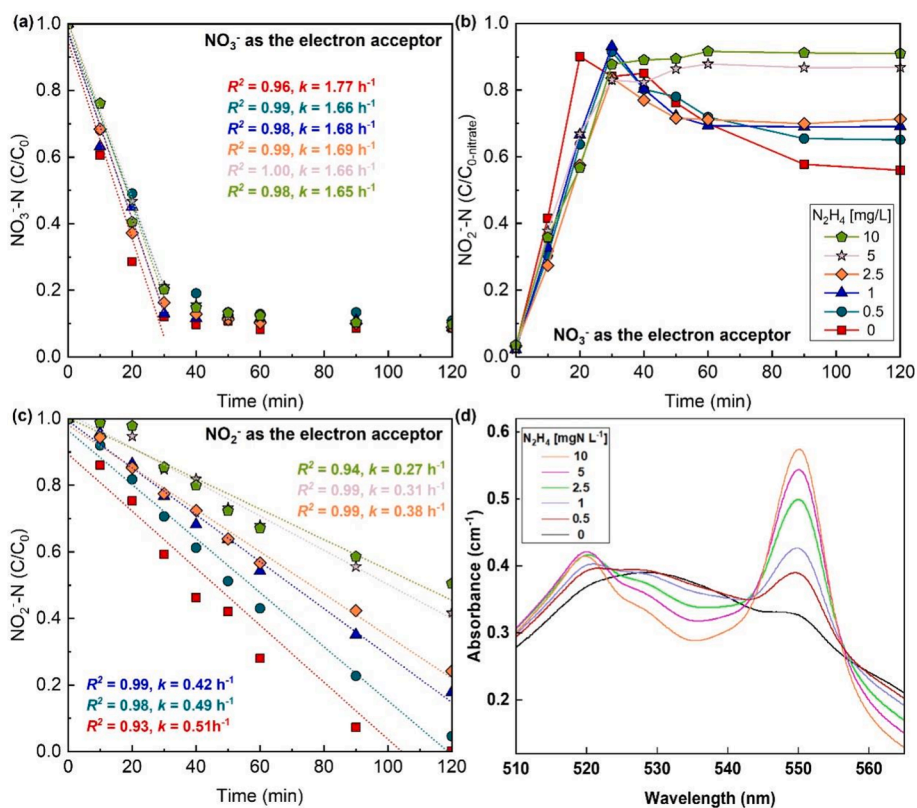 (a)
NO₃⁻ as the electron acceptor
R² = 0.96, k = 1.77 h⁻¹
R² = 0.99, k = 1.66 h⁻¹
R² = 0.98, k = 1.68 h⁻¹
R² = 0.99, k = 1.69 h⁻¹
R² = 1.00, k = 1.66 h⁻¹
R² = 0.98, k = 1.65 h⁻¹
NO₃⁻-N (C/C₀)
1.0
0.8
0.6
0.4
0.2
0.0
0 20 40 60 80 100 120
Time (min)
(b)
NO₂⁻-N (C/C₀₋nitrate)
1.0
0.8
0.6
0.4
0.2
0.0
N₂H₄ [mg/L]
10
5
2.5
1
0.5
0
NO₃⁻ as the electron acceptor
0 20 40 60 80 100 120
Time (min)
(c)
NO₂⁻ as the electron acceptor
R² = 0.94, k = 0.27 h⁻¹
R² = 0.99, k = 0.31 h⁻¹
R² = 0.99, k = 0.38 h⁻¹
NO₂⁻-N (C/C₀)
1.0
0.8
0.6
0.4
0.2
0.0
R² = 0.99, k = 0.42 h⁻¹
R² = 0.98, k = 0.49 h⁻¹
R² = 0.93, k = 0.51h⁻¹
0 20 40 60 80 100 120
Time (min)
(d)
Absorbance (cm⁻¹)
0.6
0.5
0.4
0.3
0.2
N₂H₄ [mgN L⁻¹]
10
5
2.5
1
0.5
0
510 520 530 540 550 560
Wavelength (nm)